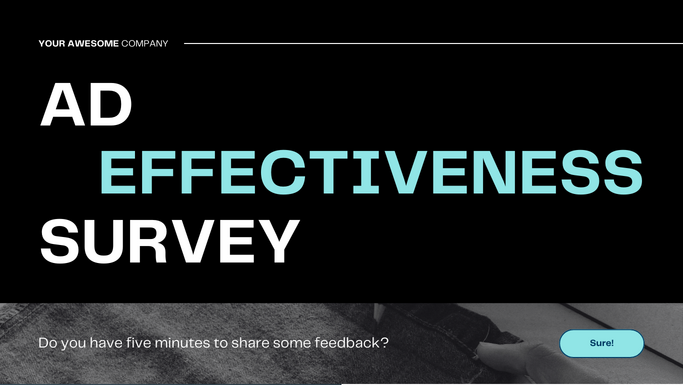 YOUR AWESOME COMPANY
AD
EFFECTIVENESS
SURVEY
Do you have five minutes to share some feedback?
Sure!